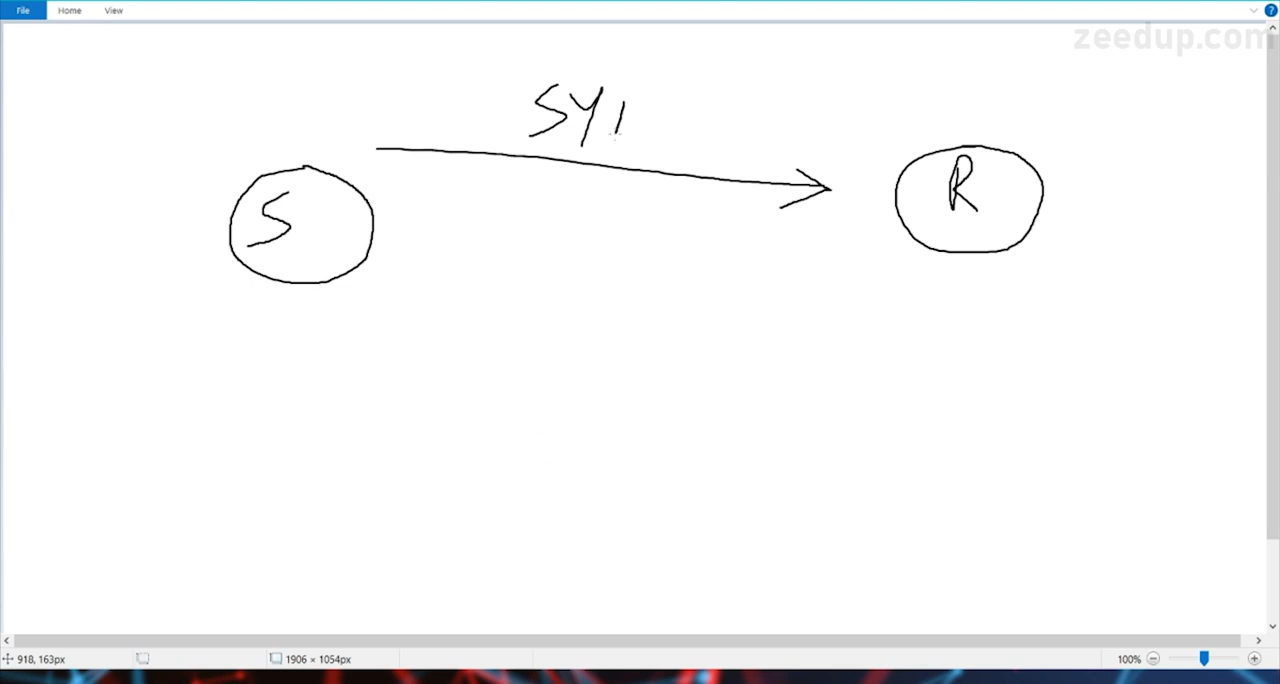 File Home View
zeedup.com
SY
S
R
918, 163px
1906 × 1054px
100%